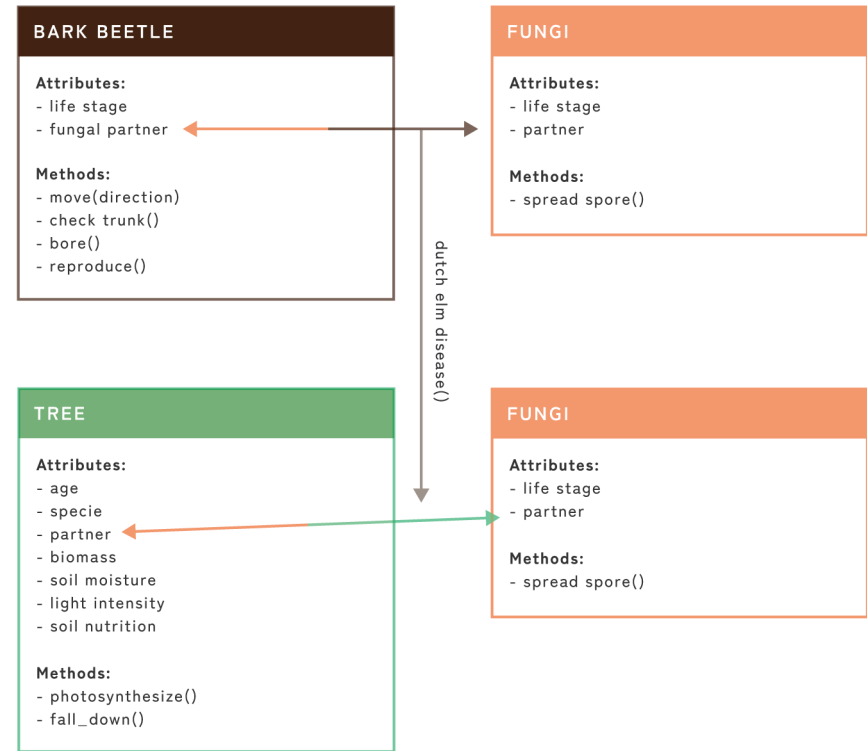 BARK BEETLE
Attributes:
- life stage
- fungal partner
Methods:
- move(direction)
- check trunk()
- bore()
- reproduce()
FUNGI
Attributes:
- life stage
- partner
Methods:
- spread spore()
dutch elm disease()
TREE
Attributes:
- age
- specie
- partner
- biomass
- soil moisture
- light intensity
- soil nutrition
Methods:
- photosynthesize()
- fall_down()
FUNGI
Attributes:
- life stage
- partner
Methods:
- spread spore()